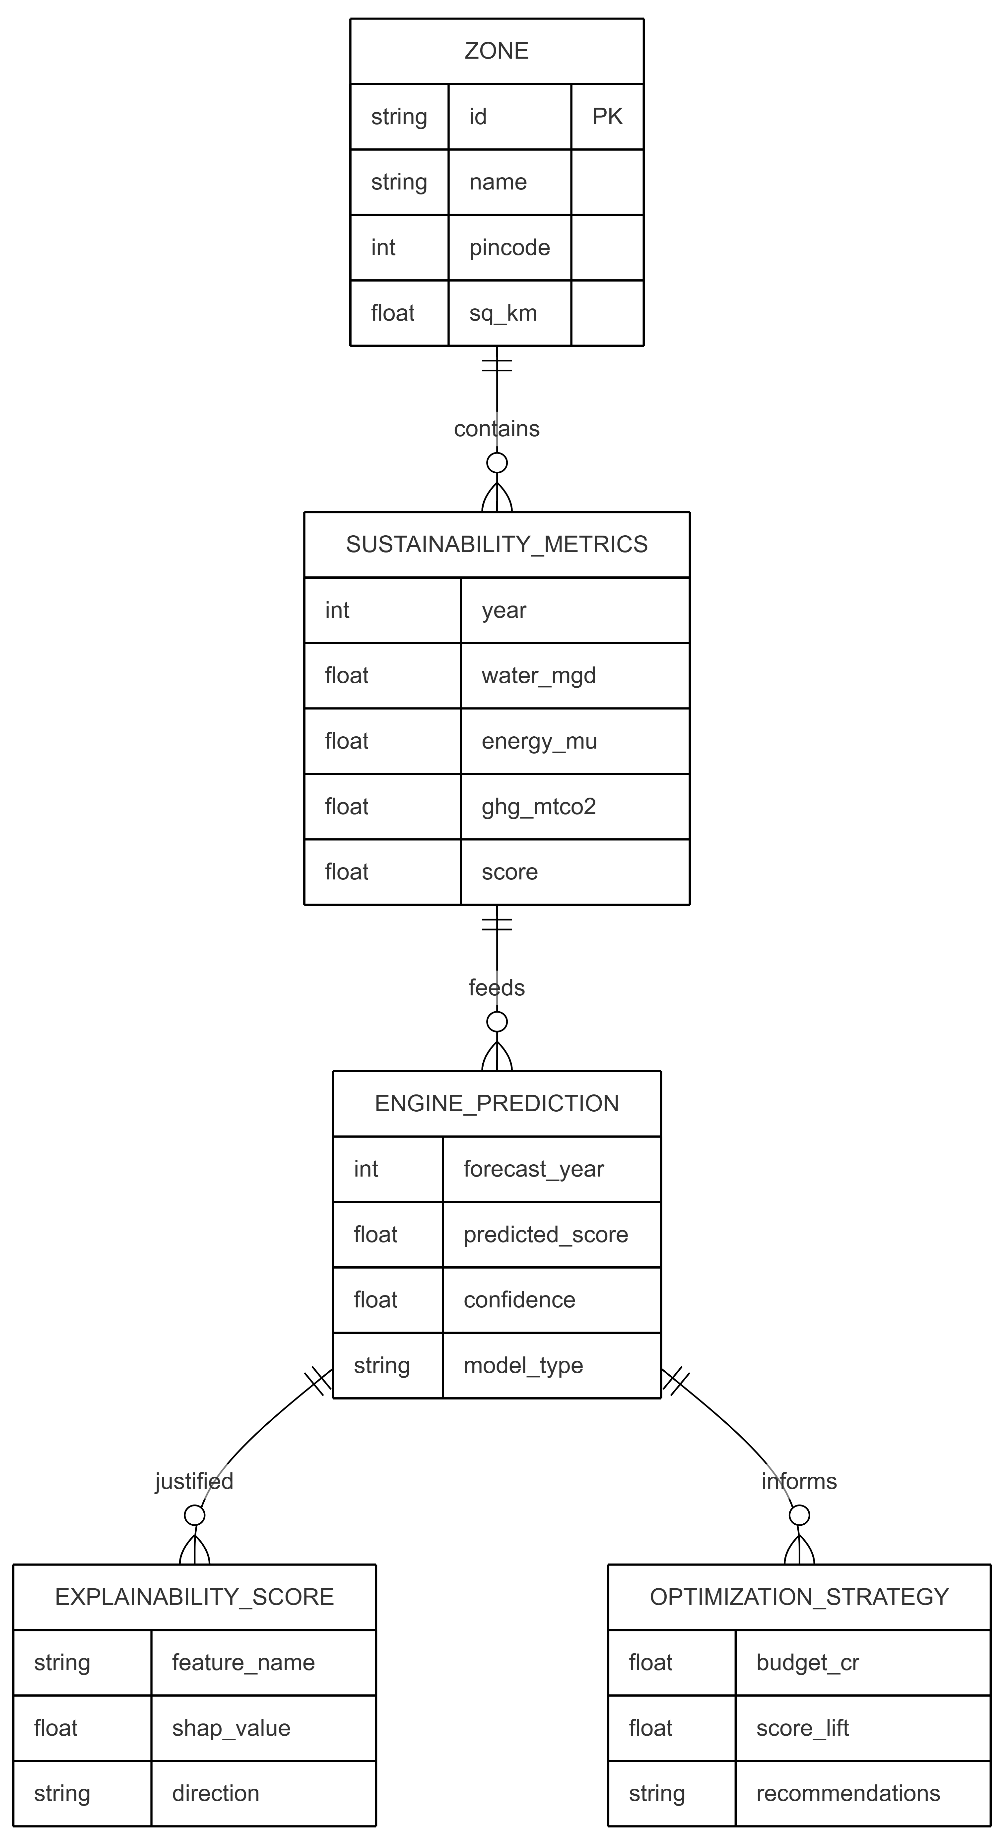 ZONE
string id PK
string name
int pincode
float sq_km
contains
SUSTAINABILITY_METRICS
int year
float water_mgd
float energy_mu
float ghg_mtco2
float score
feeds
ENGINE_PREDICTION
int forecast_year
float predicted_score
float confidence
string model_type
justified
informs
EXPLAINABILITY_SCORE
string feature_name
float shap_value
string direction
OPTIMIZATION_STRATEGY
float budget_cr
float score_lift
string recommendations